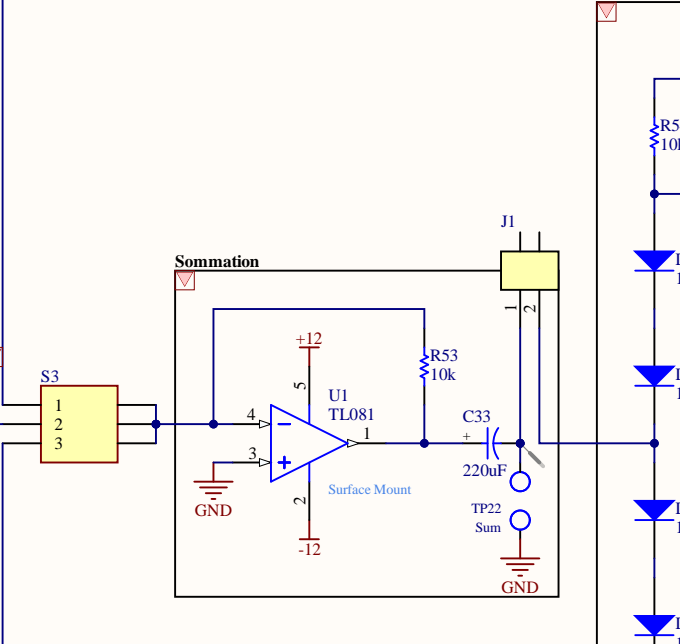 J1
Sommation
1
2
+12
S3
1
2
3
5
R53
10k
U1
TL081
4
3
1
C33
+
220uF
2
Surface Mount
GND
TP22
Sum
-12
GND